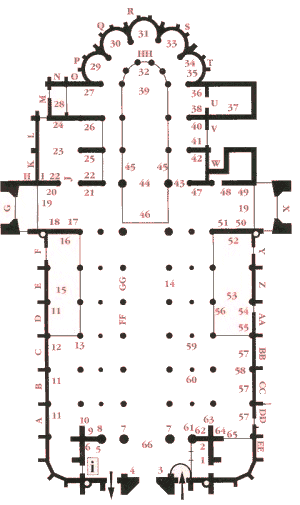 R
Q S
31
30 33
P HH 34 T
29 32 35
N O
27 39 36
M
28 38 U 37
24 26 40 V
L
23 41
K 25 42 W
45 45
H 1 22 J 22 44 43
20 21 47 48 49
19 19
G X
46
18 17 51 50
16 52
F Y
E 15 GG 14 53 Z
D 11 56 54
FF AA
55
C 12 13 59 57 BB
58
B 11 60 57 CC
A 11 57 DD
10 63
9 8 7 7 61 62 64 65
6 5 66 2 EE
i 1
4 3